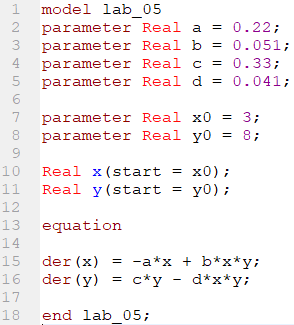 1 model lab_05
2 parameter Real a = 0.22;
3 parameter Real b = 0.051;
4 parameter Real c = 0.33;
5 parameter Real d = 0.041;
6
7 parameter Real x0 = 3;
8 parameter Real y0 = 8;
9
10 Real x(start = x0);
11 Real y(start = y0);
12
13 equation
14
15 der(x) = -a*x + b*x*y;
16 der(y) = c*y - d*x*y;
17
18 end lab_05;